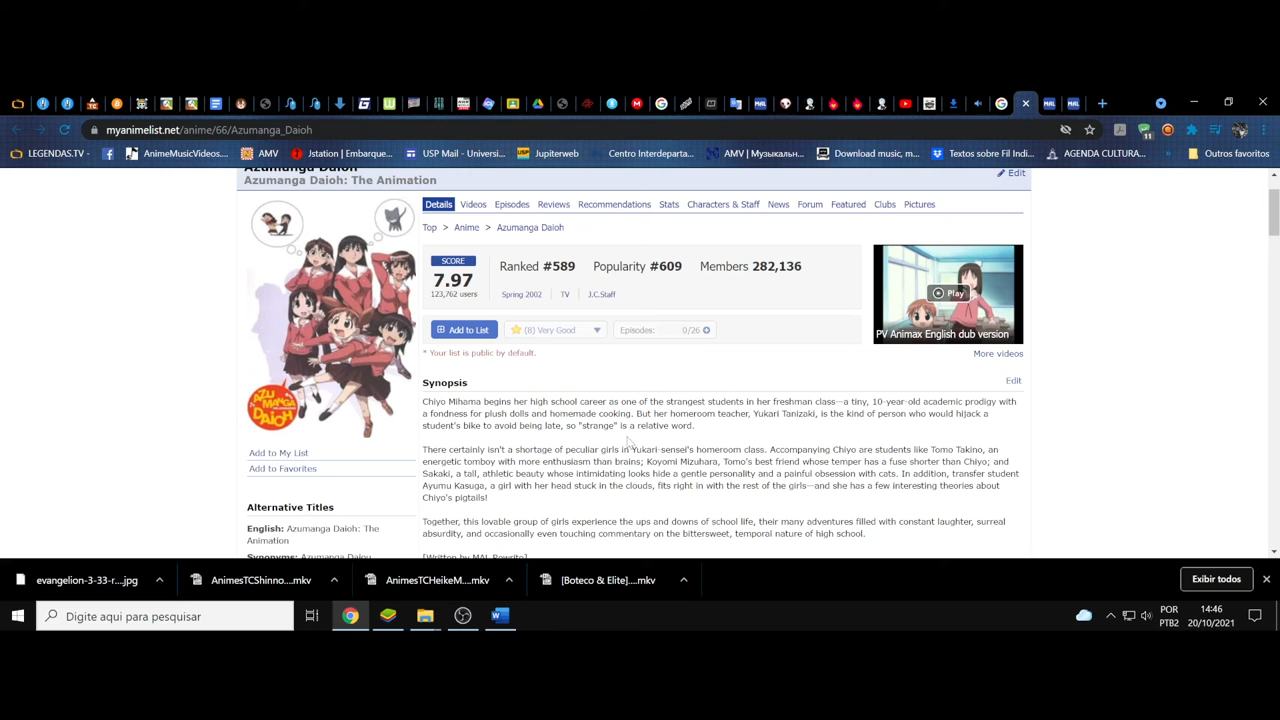 myanimelist.net/anime/66/Azumanga_Daioh
11
LEGENDAS.TV -
AnimeMusicVideos....
AMV
Jstation | Embarque...
USP Mail - Universi...
Jupiterweb
Centro Interdeparta...
AMV | Музыкальн...
Download music, m...
Textos sobre Fil Indi...
AGENDA CULTURA...
»
Outros favoritos
Azumanga Daioh
Azumanga Daioh: The Animation
Edit
Details Videos Episodes Reviews Recommendations Stats Characters & Staff News Forum Featured Clubs Pictures
Top > Anime > Azumanga Daioh
SCORE
7.97
123,762 users
Ranked #589 Popularity #609 Members 282,136
Spring 2002 TV J.C.Staff
Add to List
(8) Very Good
Episodes: 0/26
* Your list is public by default.
Play
PV Animax English dub version
More videos
Synopsis
Edit
Chiyo Mihama begins her high school career as one of the strangest students in her freshman class—a tiny, 10-year-old academic prodigy with
a fondness for plush dolls and homemade cooking. But her homeroom teacher, Yukari Tanizaki, is the kind of person who would hijack a
student's bike to avoid being late, so "strange" is a relative word.
There certainly isn't a shortage of peculiar girls in Yukari-sensei's homeroom class. Accompanying Chiyo are students like Tomo Takino, an
energetic tomboy with more enthusiasm than brains; Koyomi Mizuhara, Tomo's best friend whose temper has a fuse shorter than Chiyo; and
Sakaki, a tall, athletic beauty whose intimidating looks hide a gentle personality and a painful obsession with cats. In addition, transfer student
Ayumu Kasuga, a girl with her head stuck in the clouds, fits right in with the rest of the girls—and she has a few interesting theories about
Chiyo's pigtails!
Together, this lovable group of girls experience the ups and downs of school life, their many adventures filled with constant laughter, surreal
absurdity, and occasionally even touching commentary on the bittersweet, temporal nature of high school.
[Written by MAL Rewrite]
AZU
MANGA
DAIOH
Add to My List
Add to Favorites
Alternative Titles
English: Azumanga Daioh: The
Animation
Synonyms: Azumanga Daiou
evangelion-3-33-r....jpg
AnimesTCShinno....mkv
AnimesTCHeikeM....mkv
[Boteco & Elite]....mkv
Exibir todos
Digite aqui para pesquisar
POR
PTB2
14:46
20/10/2021